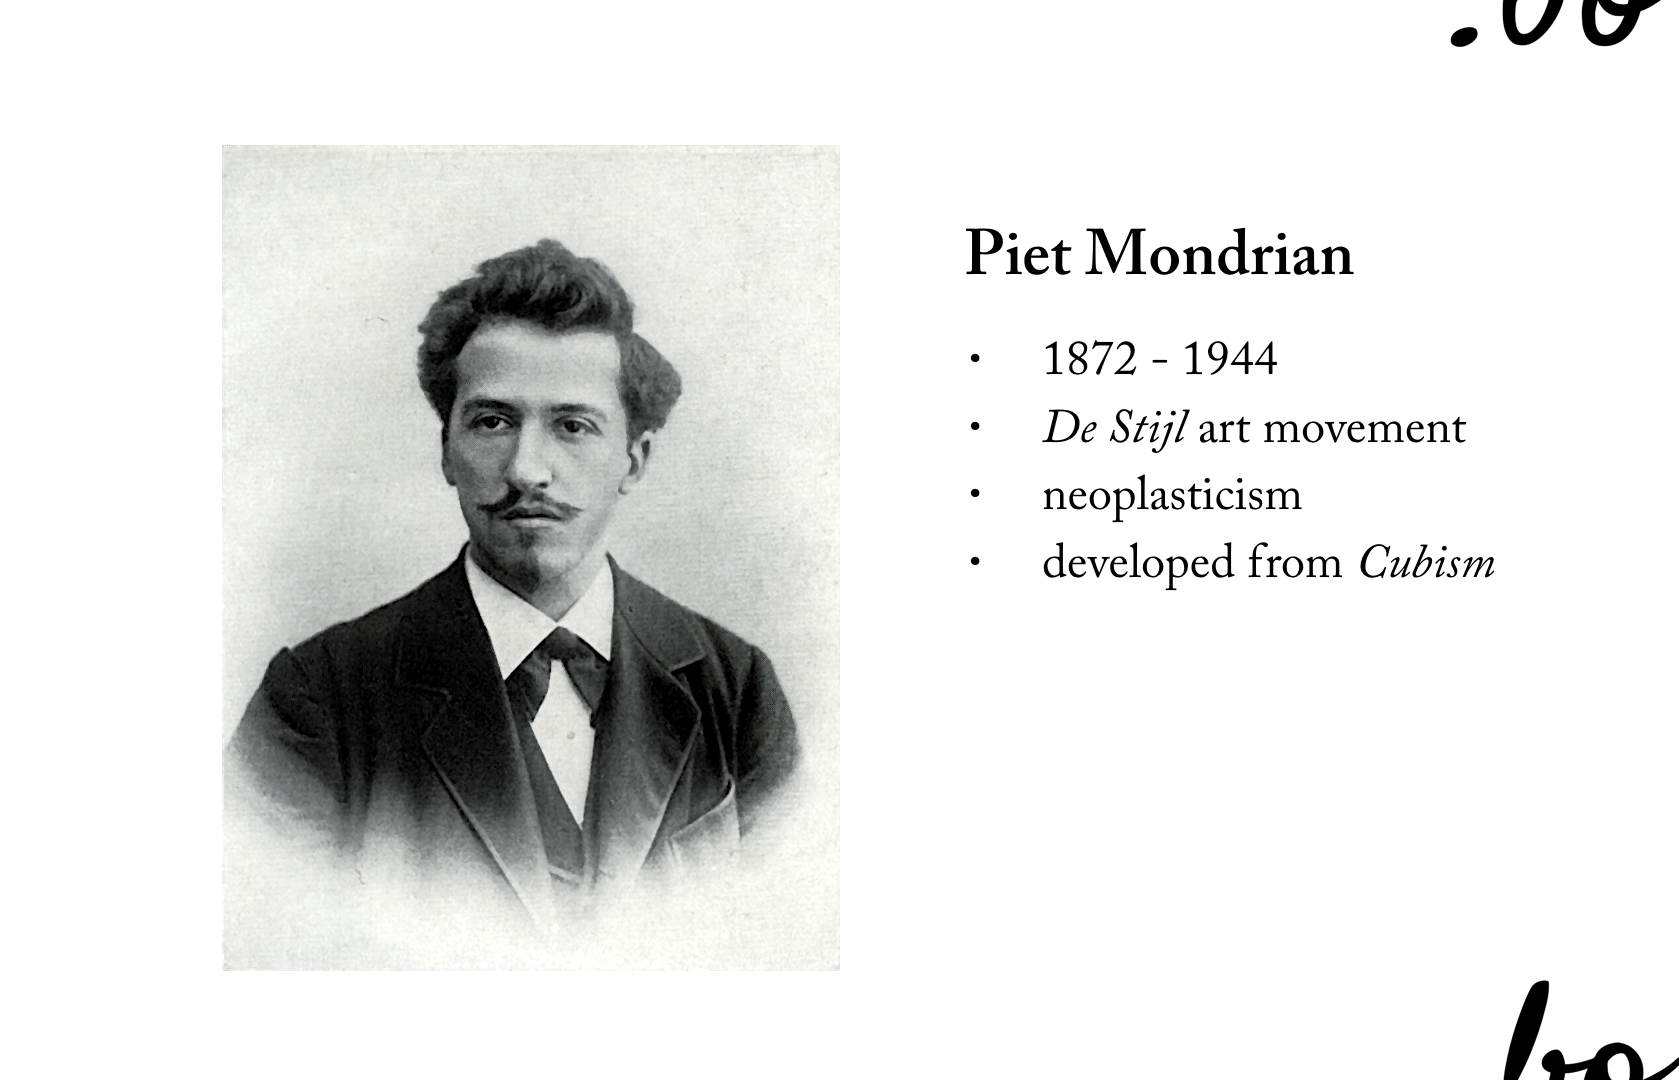 Piet Mondrian
• 1872 - 1944
• De Stijl art movement
• neoplasticism
• developed from Cubism